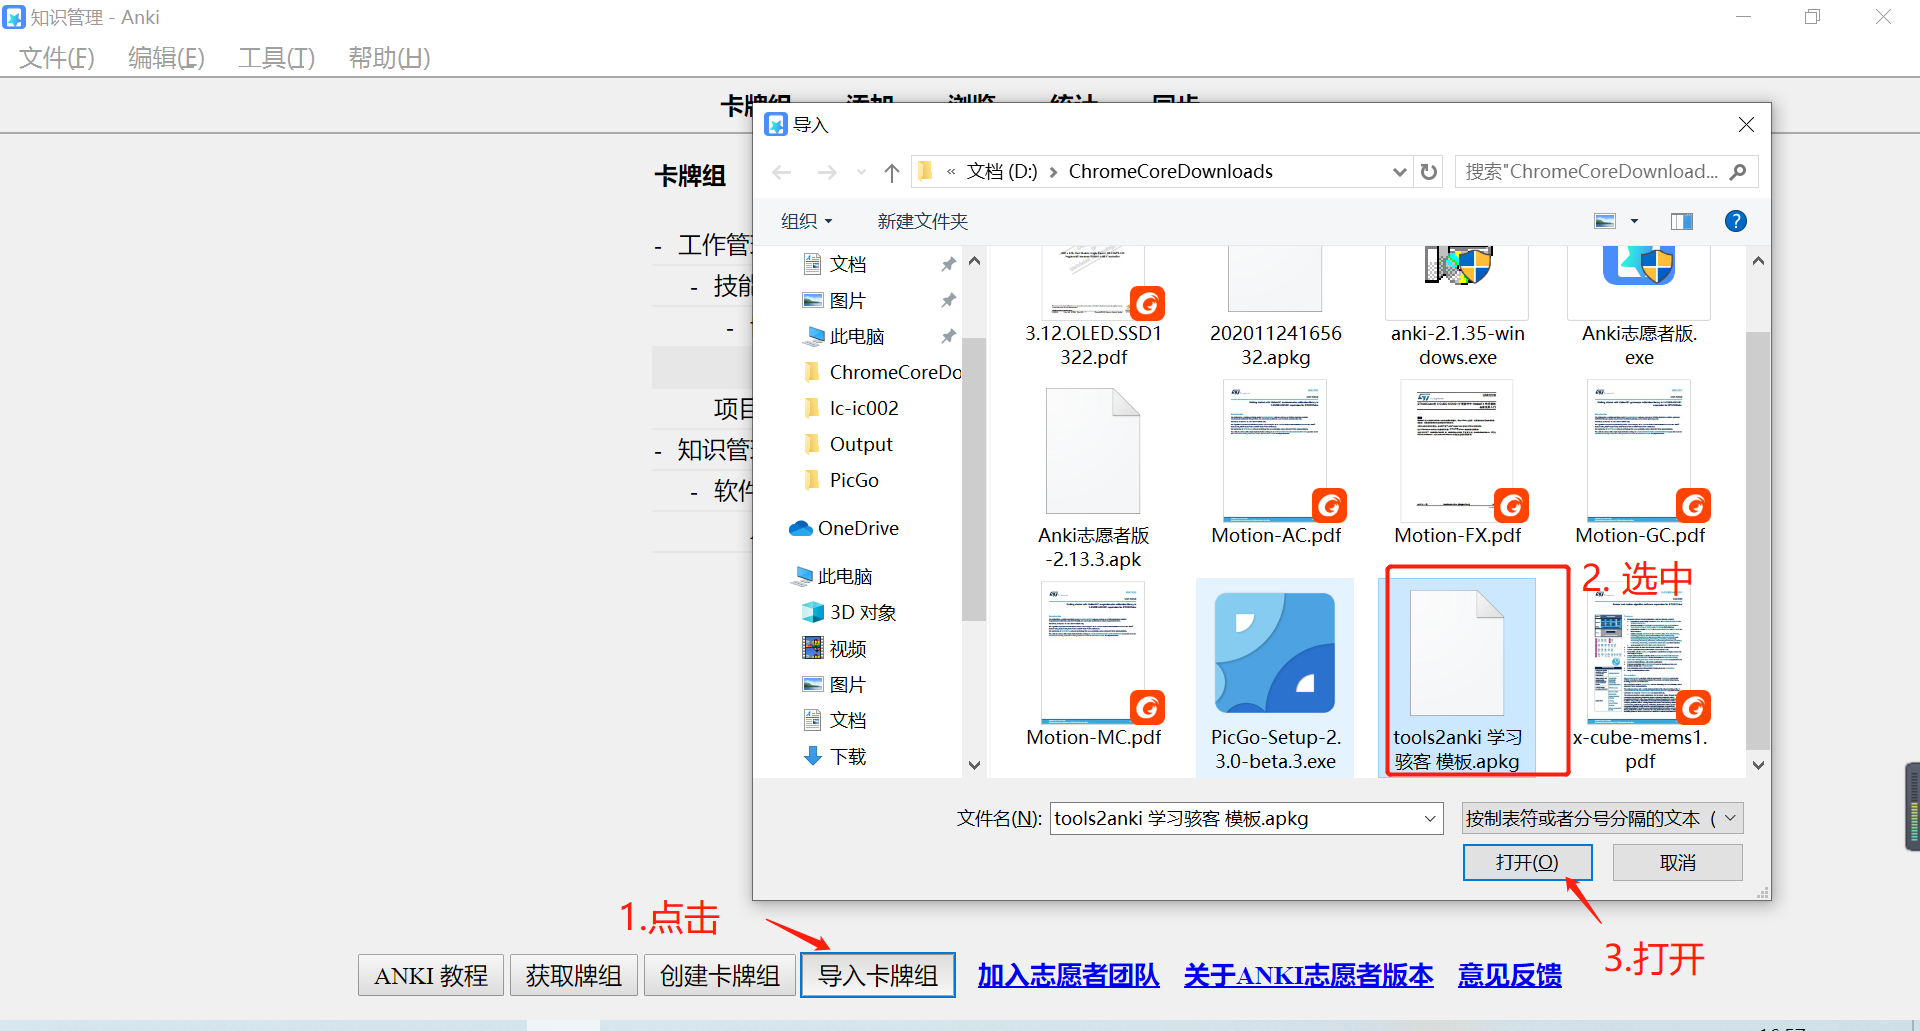 知识管理 - Anki
文件(F) 编辑(E) 工具(T) 帮助(H)
卡牌组 添加 浏览 统计 同步
卡牌组
- 工作管
- 技能
-
项目
- 知识管
- 软件
导入
« 文档 (D:) › ChromeCoreDownloads
搜索"ChromeCoreDownload...
组织 新建文件夹
文档
图片
此电脑
ChromeCoreDo
lc-ic002
Output
PicGo
OneDrive
此电脑
3D 对象
视频
图片
文档
下载
3.12.OLED.SSD1
322.pdf
202011241656
32.apkg
anki-2.1.35-win
dows.exe
Anki志愿者版.
exe
Anki志愿者版
-2.13.3.apk
Motion-AC.pdf
Motion-FX.pdf
Motion-GC.pdf
Motion-MC.pdf
PicGo-Setup-2.
3.0-beta.3.exe
tools2anki 学习
骇客 模板.apkg
x-cube-mems1.
pdf
2. 选中
文件名(N): tools2anki 学习骇客 模板.apkg
按制表符或者分号分隔的文本 (
打开(O) 取消
1.点击
3.打开
ANKI 教程 获取牌组 创建卡牌组 导入卡牌组 加入志愿者团队 关于ANKI志愿者版本 意见反馈